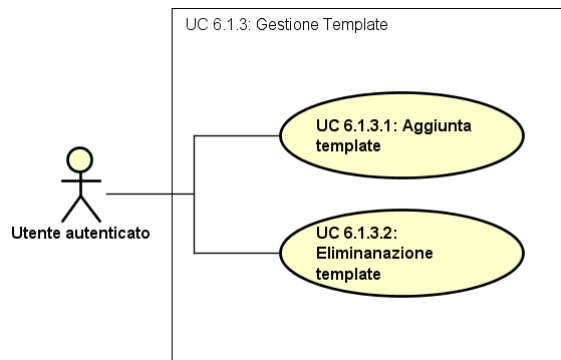 UC 6.1.3: Gestione Template
UC 6.1.3.1: Aggiunta
template
Utente autenticato
UC 6.1.3.2:
Eliminanazione
template